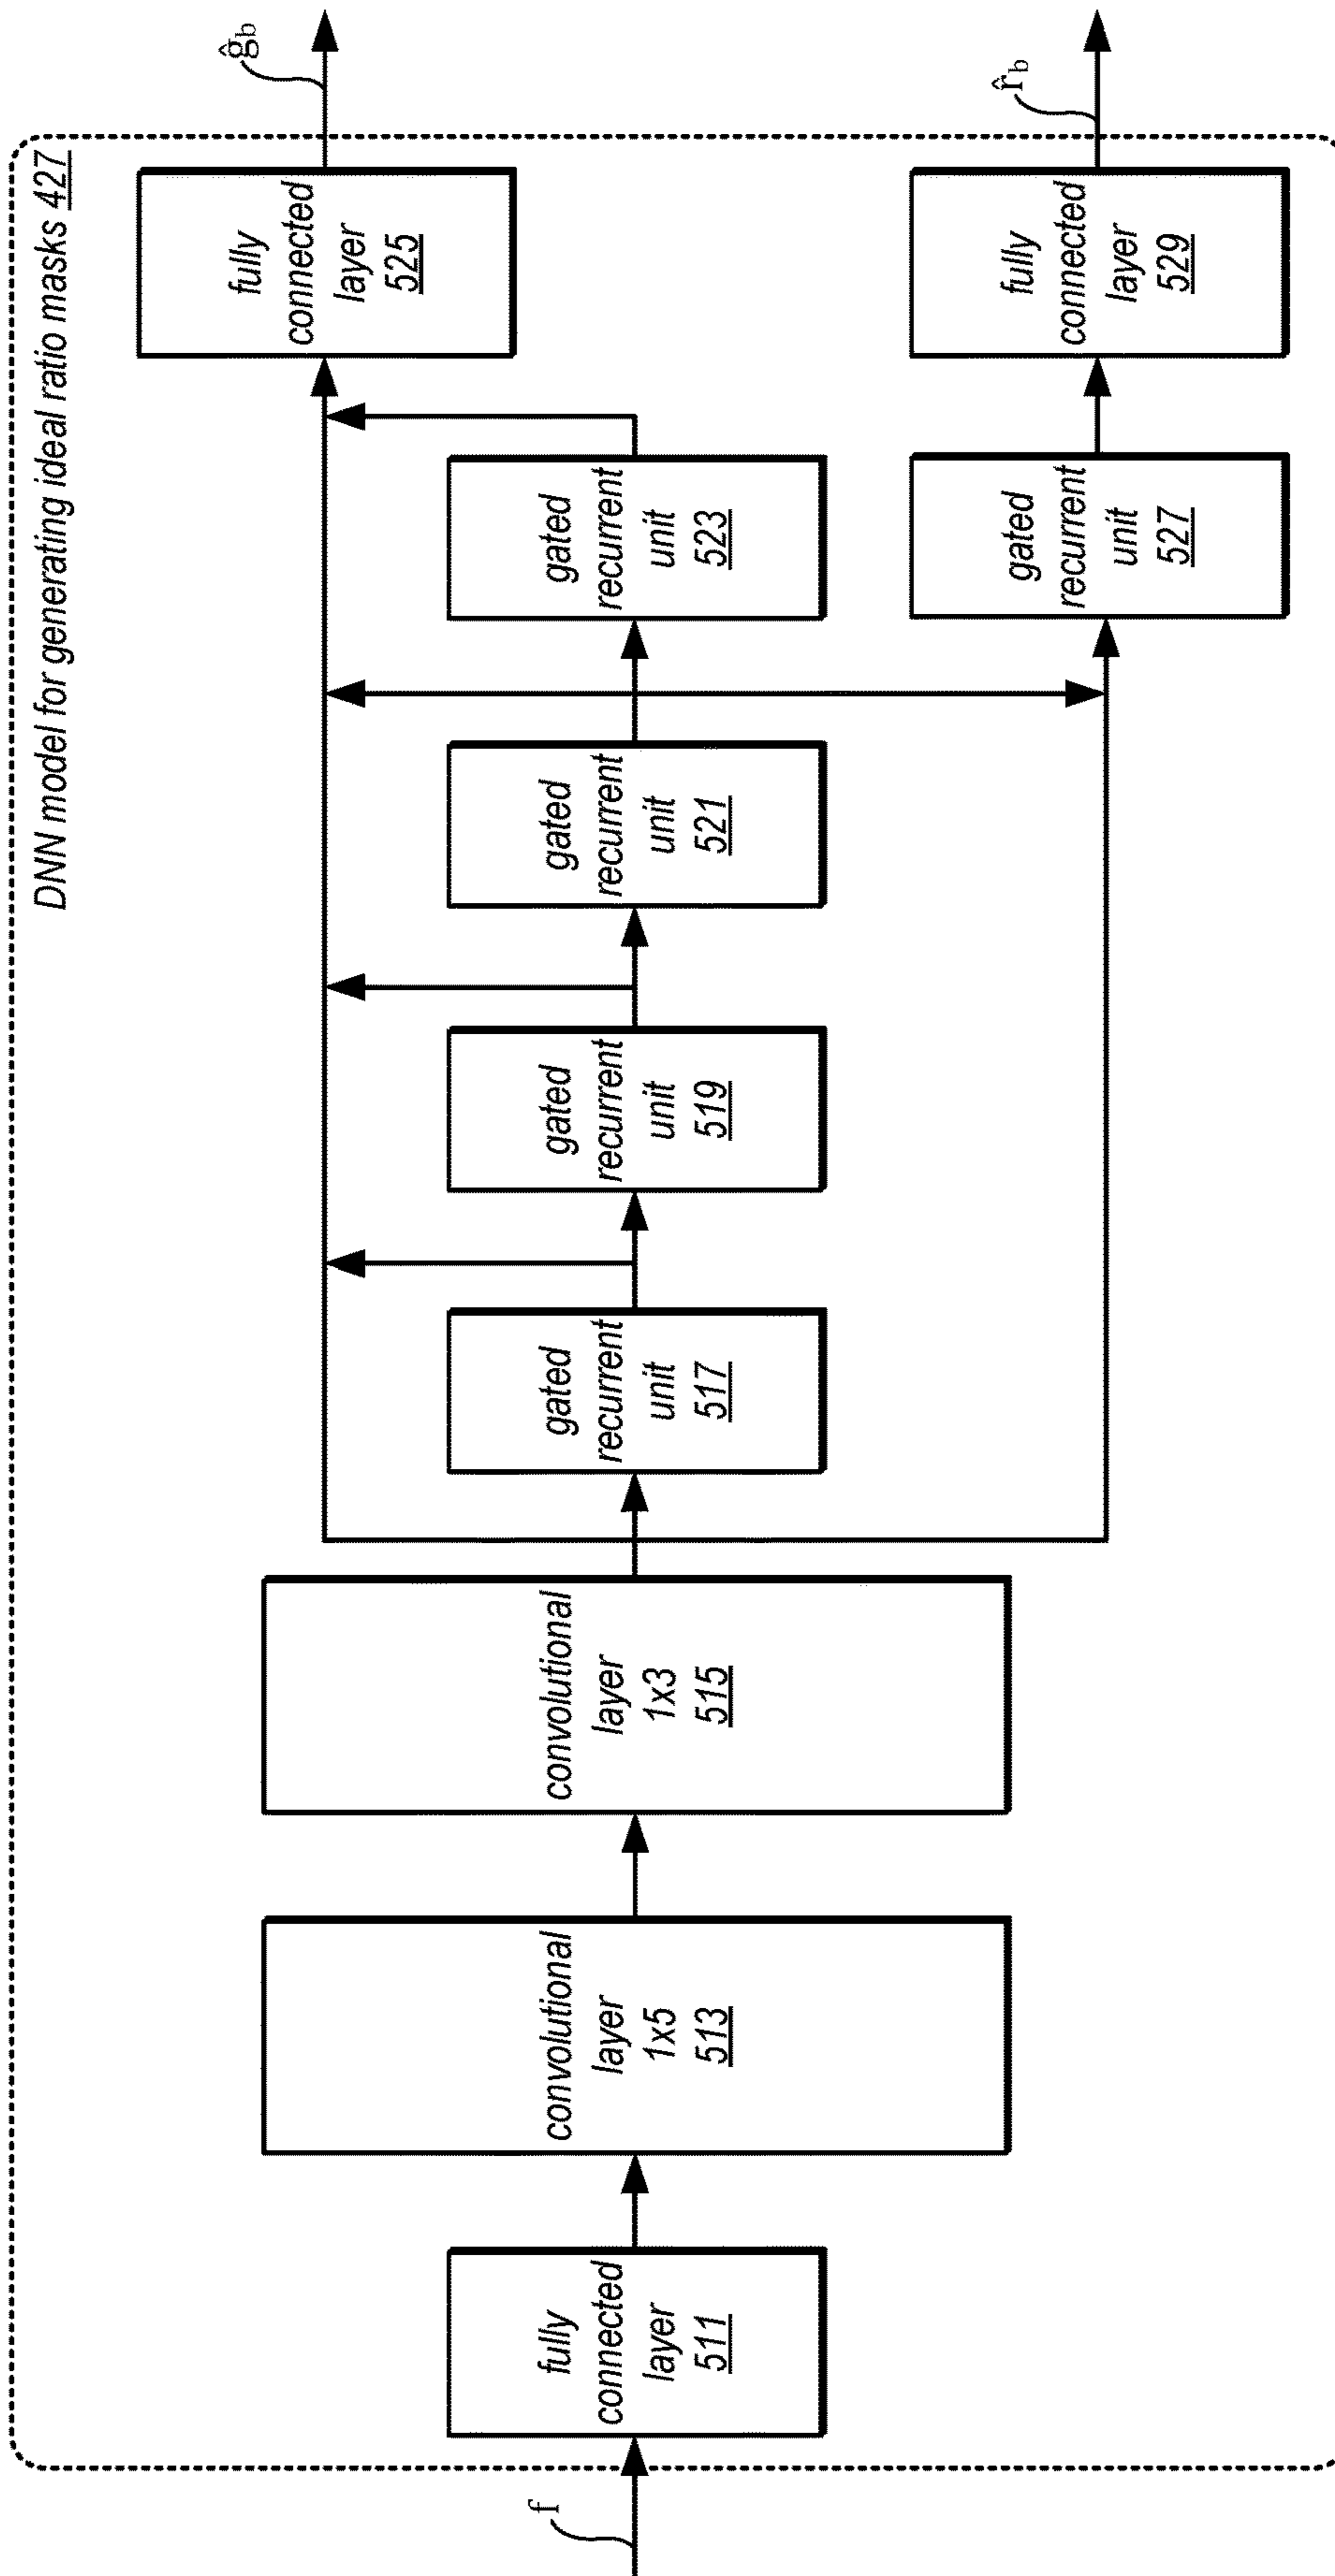 DNN model for generating ideal ratio masks 427
f
fully
connected
layer
511
convolutional
layer
1x5
513
convolutional
layer
1x3
515
gated
recurrent
unit
517
gated
recurrent
unit
519
gated
recurrent
unit
521
gated
recurrent
unit
523
fully
connected
layer
525
ĝb
gated
recurrent
unit
527
fully
connected
layer
529
r̂b